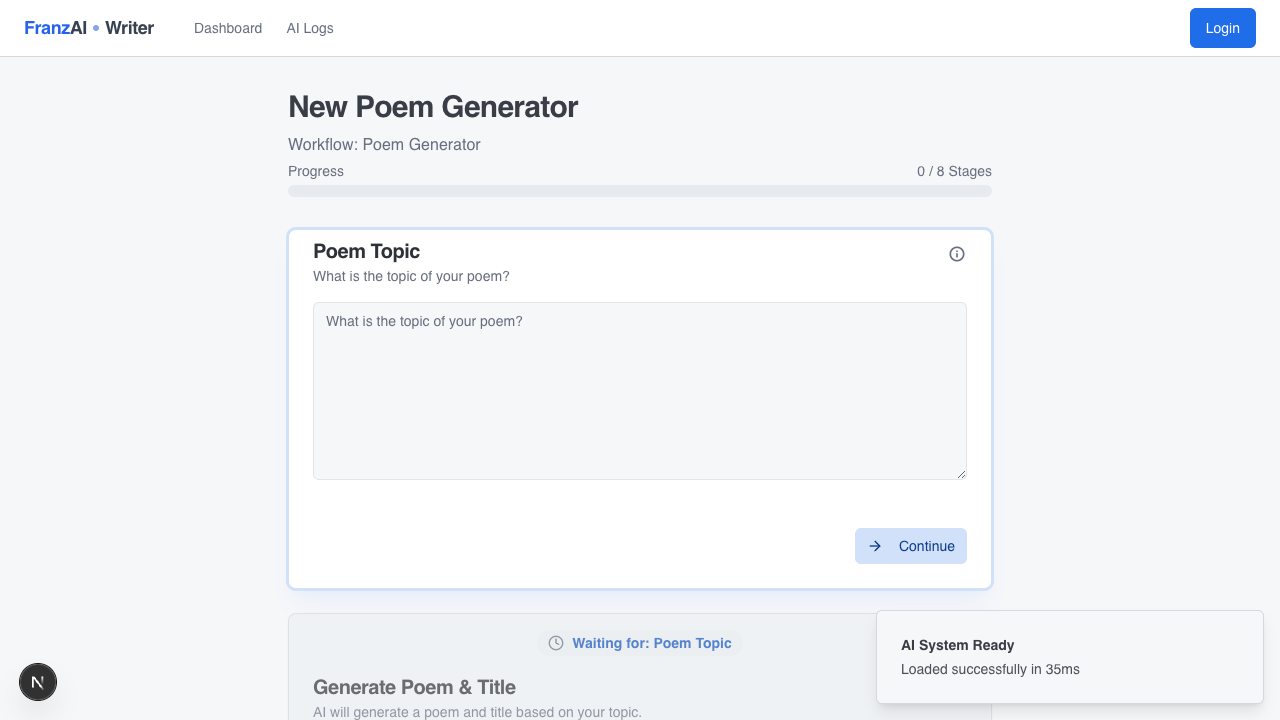 FranzAI • Writer
Dashboard
AI Logs
Login
New Poem Generator
Workflow: Poem Generator
Progress
0 / 8 Stages
Poem Topic
What is the topic of your poem?
What is the topic of your poem?
Continue
Waiting for: Poem Topic
Generate Poem & Title
AI will generate a poem and title based on your topic.
AI System Ready
Loaded successfully in 35ms
N